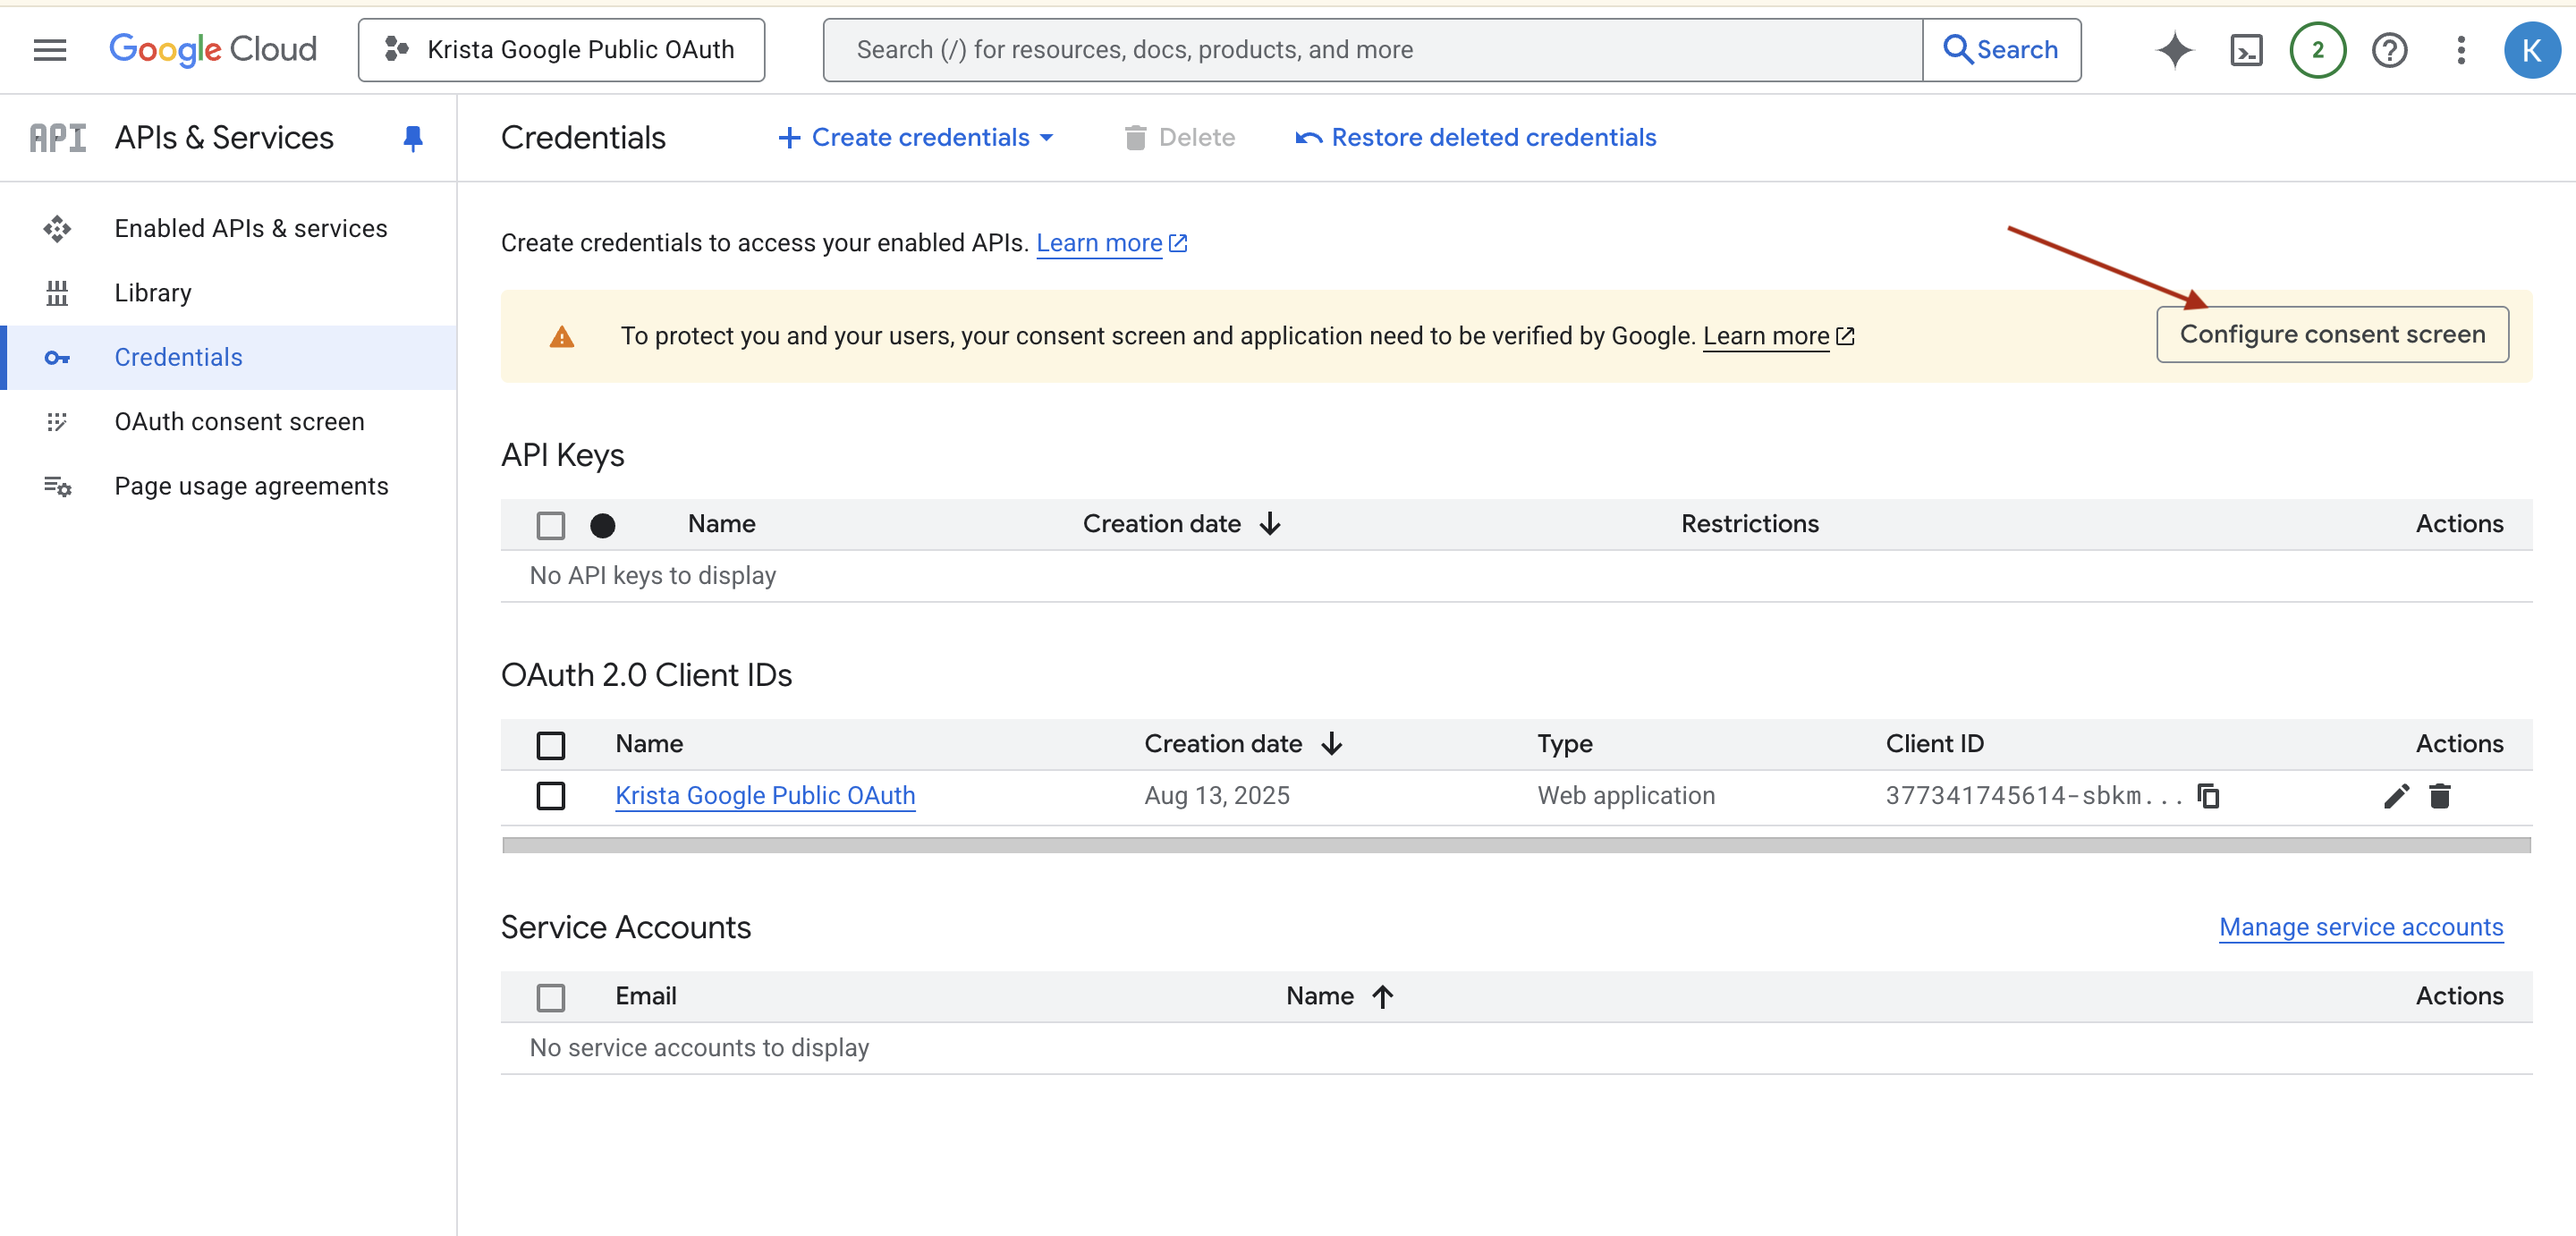 Google Cloud
Krista Google Public OAuth
Search (/) for resources, docs, products, and more
Search
2
K
API
APIs & Services
Credentials
Create credentials
Delete
Restore deleted credentials
Enabled APIs & services
Library
Credentials
OAuth consent screen
Page usage agreements
Create credentials to access your enabled APIs. Learn more
To protect you and your users, your consent screen and application need to be verified by Google. Learn more
Configure consent screen
API Keys
Name Creation date Restrictions Actions
No API keys to display
OAuth 2.0 Client IDs
Name Creation date Type Client ID Actions
Krista Google Public OAuth Aug 13, 2025 Web application 377341745614-sbkm...
Service Accounts
Manage service accounts
Email Name Actions
No service accounts to display